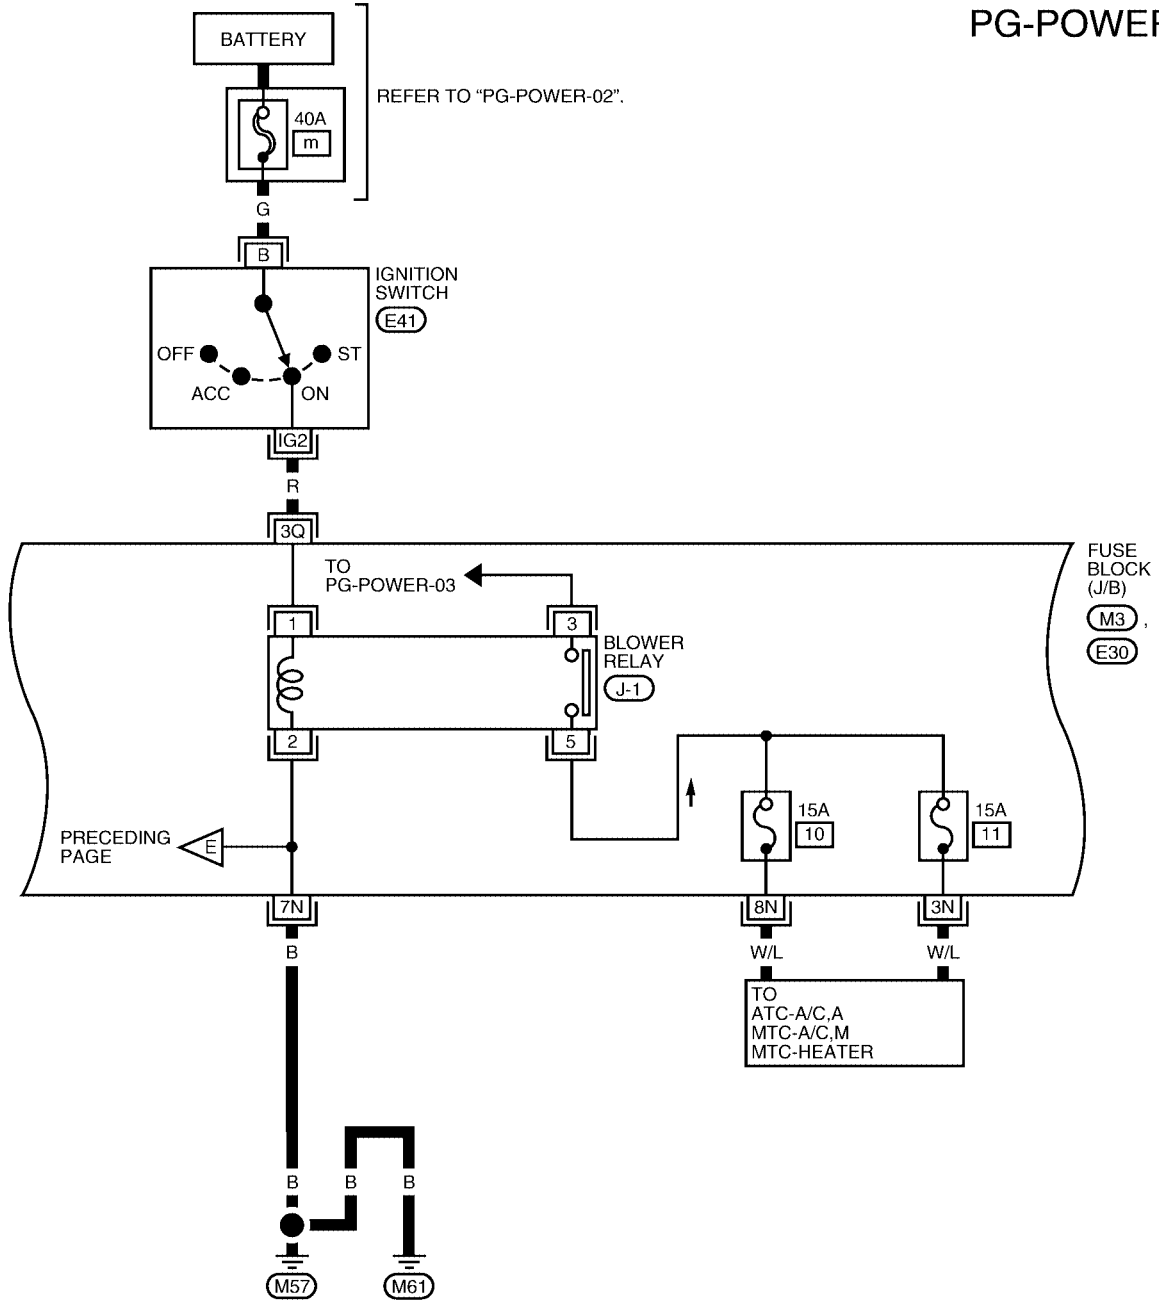 PG-POWER
BATTERY
REFER TO “PG-POWER-02”.
40A
m
G
B
IGNITION
SWITCH
E41
OFF
ST
ACC
ON
IG2
R
3Q
TO
PG-POWER-03
FUSE
BLOCK
(J/B)
M3 ,
E30
1
3
BLOWER
RELAY
J-1
2
5
15A
10
15A
11
PRECEDING
PAGE
E
7N
8N
3N
B
W/L
W/L
TO
ATC-A/C,A
MTC-A/C,M
MTC-HEATER
B
B
B
M57
M61